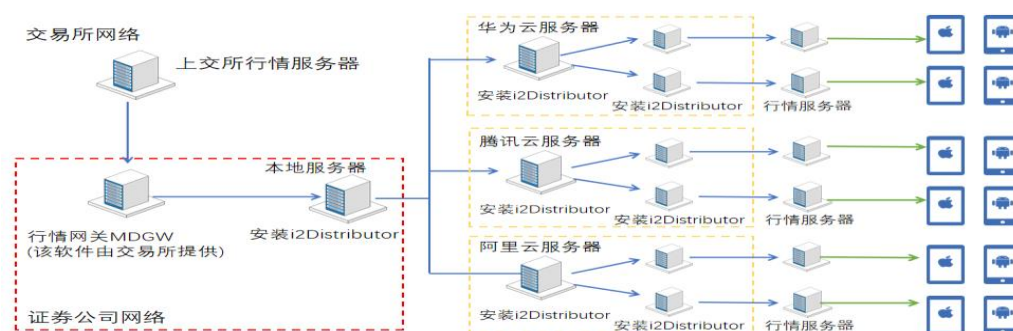 交易所网络
上交所行情服务器
本地服务器
行情网关MDGW
(该软件由交易所提供)
安装i2Distributor
证券公司网络
华为云服务器
安装i2Distributor
安装i2Distributor
行情服务器
腾讯云服务器
安装i2Distributor
安装i2Distributor
行情服务器
阿里云服务器
安装i2Distributor
安装i2Distributor
行情服务器